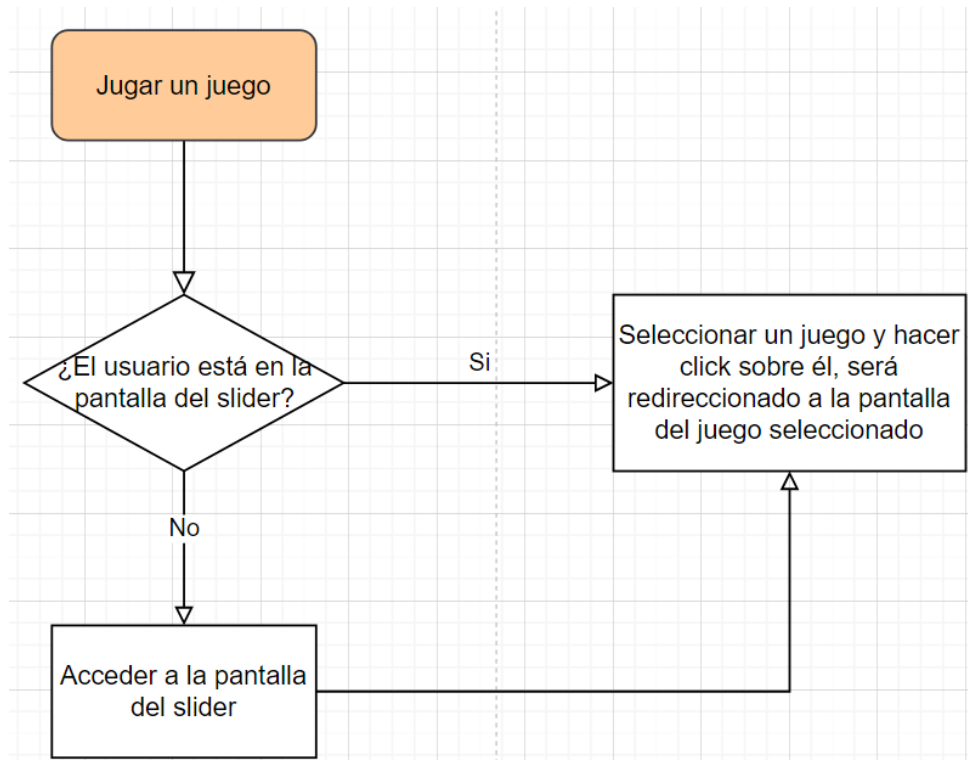 Jugar un juego
¿El usuario está en la
pantalla del slider?
Si
Seleccionar un juego y hacer
click sobre él, será
redireccionado a la pantalla
del juego seleccionado
No
Acceder a la pantalla
del slider